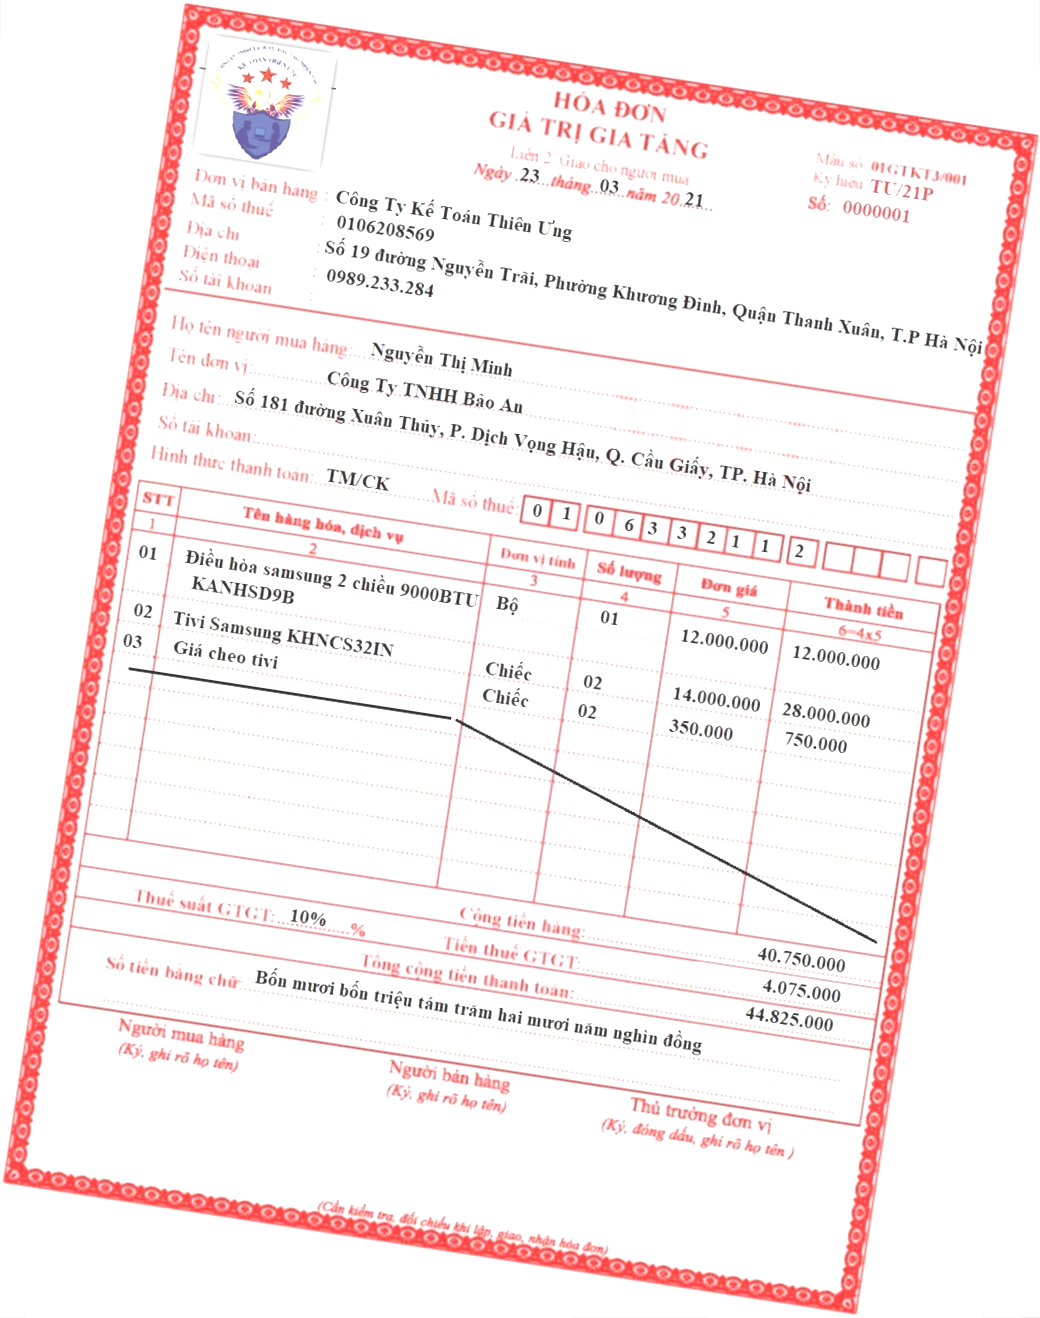 HÓA ĐƠN
GIÁ TRỊ GIA TĂNG
Liên 2: Giao cho người mua
Ngày 23 tháng 03 năm 2021
Mẫu số 01GTKT3/001
Ký hiệu TU/21P
Số: 0000001
Đơn vị bán hàng : Công Ty Kế Toán Thiên Ưng
Mã số thuế : 0106208569
Địa chỉ : Số 19 đường Nguyễn Trãi, Phường Khương Đình, Quận Thanh Xuân, T.P Hà Nội
Điện thoại : 0989.233.284
Số tài khoản :
Họ tên người mua hàng: Nguyễn Thị Minh
Tên đơn vị: Công Ty TNHH Bảo An
Địa chỉ: Số 181 đường Xuân Thủy, P. Dịch Vọng Hậu, Q. Cầu Giấy, TP. Hà Nội
Số tài khoản:
Hình thức thanh toán: TM/CK Mã số thuế: 0 1 0 6 3 3 2 1 1 2
STT Tên hàng hóa, dịch vụ Đơn vị tính Số lượng Đơn giá Thành tiền
1 2 3 4 5 6=4x5
01 Điều hòa samsung 2 chiều 9000BTU Bộ 01 12.000.000 12.000.000
KANHSD9B
02 Tivi Samsung KHNCS32IN Chiếc 02 14.000.000 28.000.000
03 Giá cheo tivi Chiếc 02 350.000 750.000
Cộng tiền hàng: 40.750.000
Thuế suất GTGT: 10% % Tiền thuế GTGT: 4.075.000
Tổng cộng tiền thanh toán: 44.825.000
Số tiền bằng chữ: Bốn mươi bốn triệu tám trăm hai mươi năm nghìn đồng
Người mua hàng Người bán hàng Thủ trưởng đơn vị
(Ký, ghi rõ họ tên) (Ký, ghi rõ họ tên) (Ký, đóng dấu, ghi rõ họ tên )
(Cần kiểm tra, đối chiếu khi lập, giao, nhận hóa đơn)